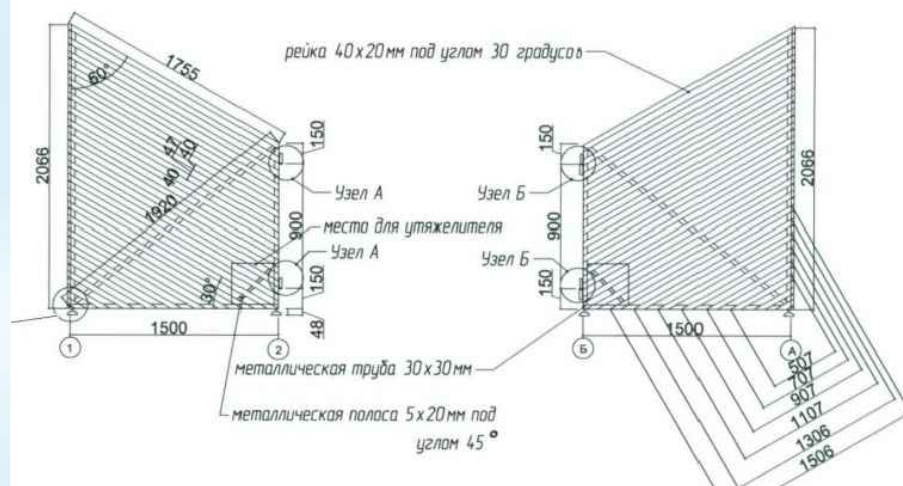 рейка 40х20мм под углом 30 градусов
1755
60°
2066
47
40
40
1920
150
Узел А
900
место для утяжелителя
Узел А
30°
150
48
1500
1
2
150
Узел Б
900
Узел Б
150
2066
1500
Б
А
металлическая труба 30х30мм
металлическая полоса 5х20мм под
углом 45°
507
707
907
1107
1306
1506